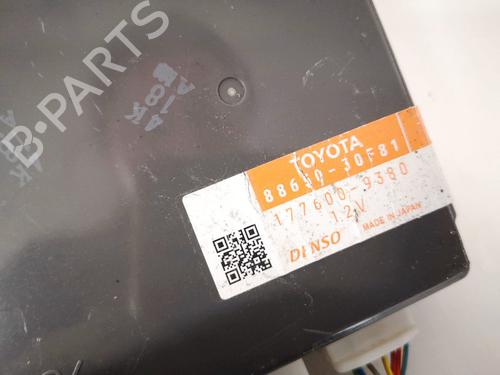 B-PARTS
TOYOTA
88650-30F81
177600-9380
12V
DENSO MADE IN JAPAN